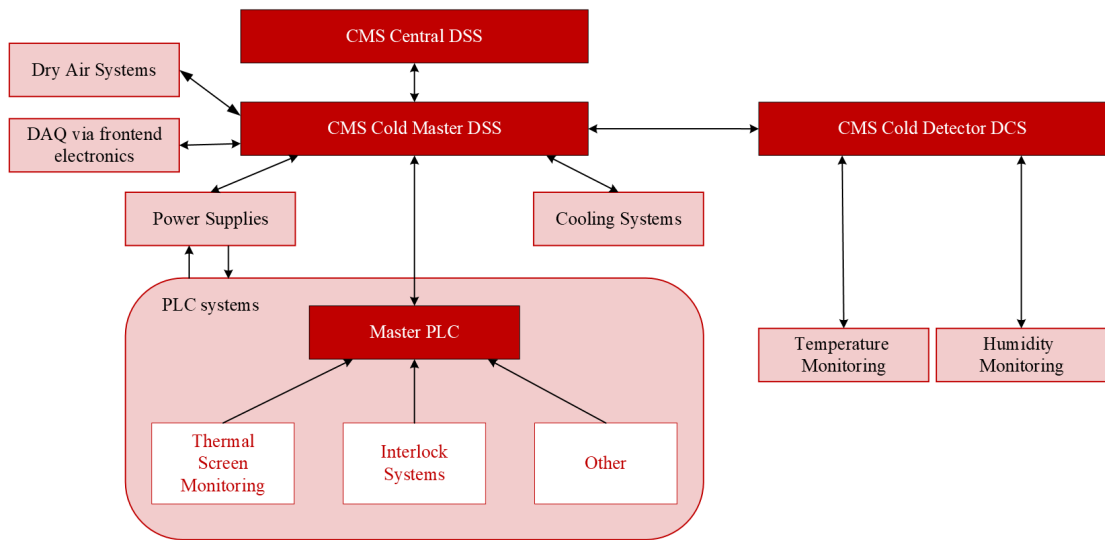 CMS Central DSS
Dry Air Systems
CMS Cold Master DSS
CMS Cold Detector DCS
DAQ via frontend
electronics
Power Supplies
Cooling Systems
PLC systems
Master PLC
Temperature
Monitoring
Humidity
Monitoring
Thermal
Screen
Monitoring
Interlock
Systems
Other